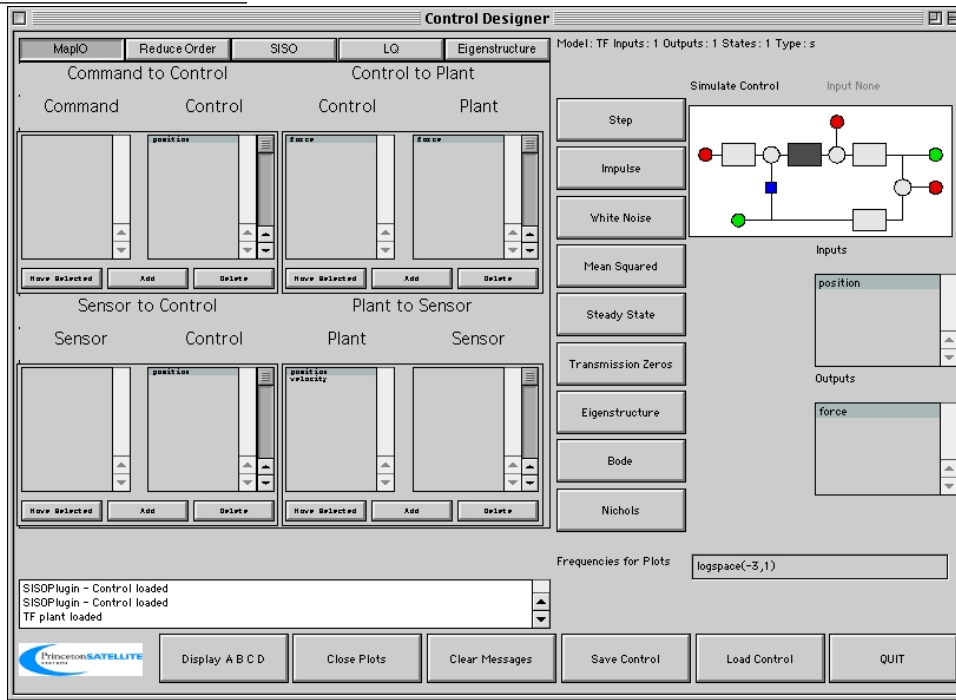 Control Designer
MapIO
Reduce Order
SISO
LQ
Eigenstructure
Model: TF Inputs: 1 Outputs: 1 States: 1 Type: s
Command to Control
Control to Plant
Command
Control
Control
Plant
position
force
force
Move Selected
Add
Delete
Move Selected
Add
Delete
Sensor to Control
Plant to Sensor
Sensor
Control
Plant
Sensor
position
position
velocity
Move Selected
Add
Delete
Move Selected
Add
Delete
Step
Impulse
White Noise
Mean Squared
Steady State
Transmission Zeros
Eigenstructure
Bode
Nichols
Simulate Control
Input None
Inputs
position
Outputs
force
Frequencies for Plots
logspace(-3,1)
SISOPlugin - Control loaded
SISOPlugin - Control loaded
TF plant loaded
PrincetonSATELLITE
SYSTEMS
Display A B C D
Close Plots
Clear Messages
Save Control
Load Control
QUIT